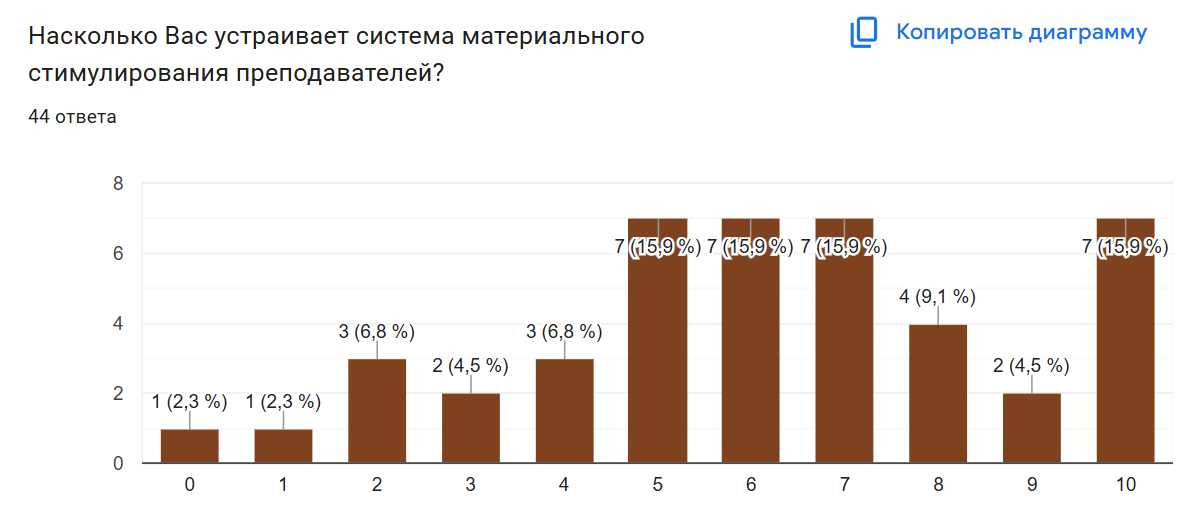 Насколько Вас устраивает система материального
стимулирования преподавателей?
Копировать диаграмму
44 ответа
8
6
4
2
0
1 (2,3 %)
1 (2,3 %)
3 (6,8 %)
2 (4,5 %)
3 (6,8 %)
7 (15,9 %)
7 (15,9 %)
7 (15,9 %)
4 (9,1 %)
2 (4,5 %)
7 (15,9 %)
0 1 2 3 4 5 6 7 8 9 10